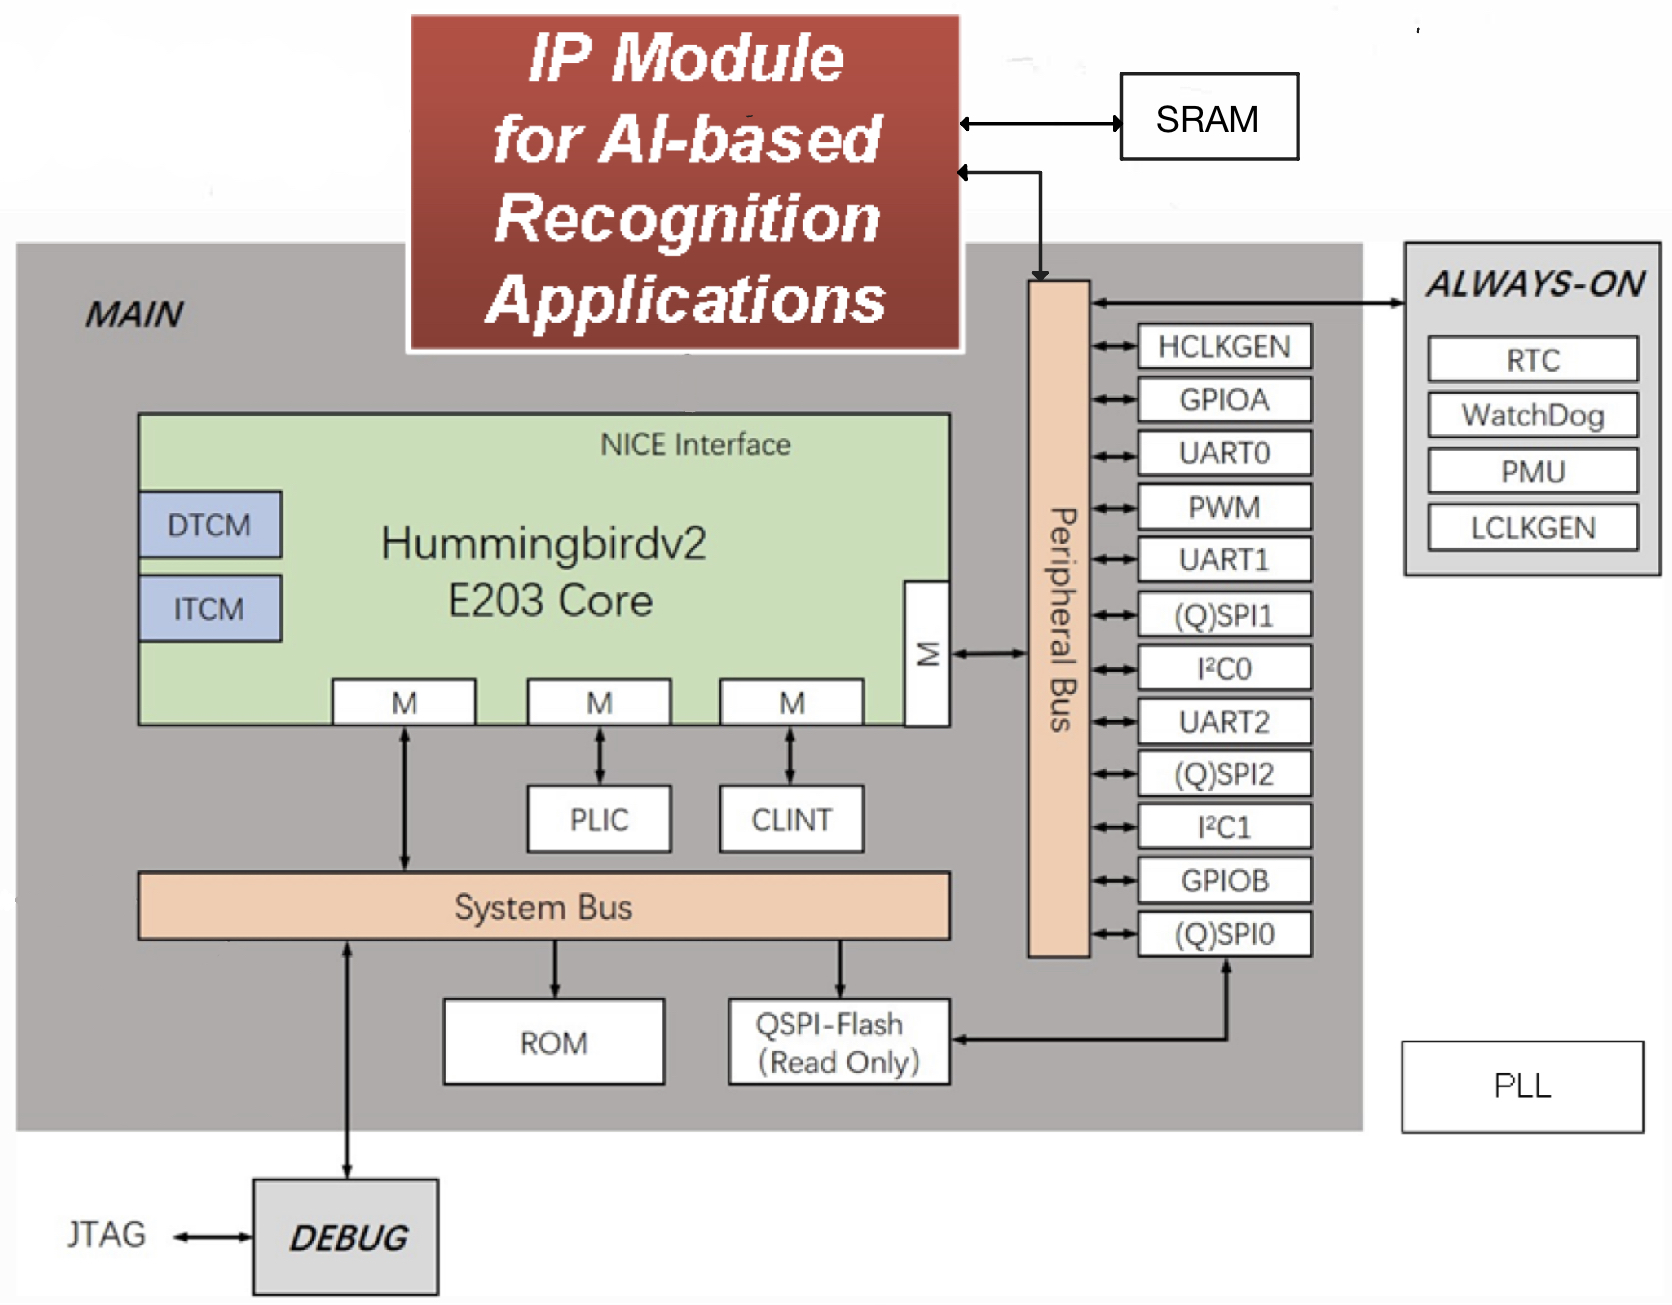 IP Module
for AI-based
Recognition
Applications
SRAM
MAIN
ALWAYS-ON
RTC
WatchDog
PMU
LCLKGEN
NICE Interface
DTCM
ITCM
Hummingbirdv2
E203 Core
M
M
M
M
PLIC
CLINT
System Bus
ROM
QSPI-Flash
(Read Only)
Peripheral Bus
HCLKGEN
GPIOA
UART0
PWM
UART1
(Q)SPI1
I²C0
UART2
(Q)SPI2
I²C1
GPIOB
(Q)SPI0
PLL
JTAG
DEBUG